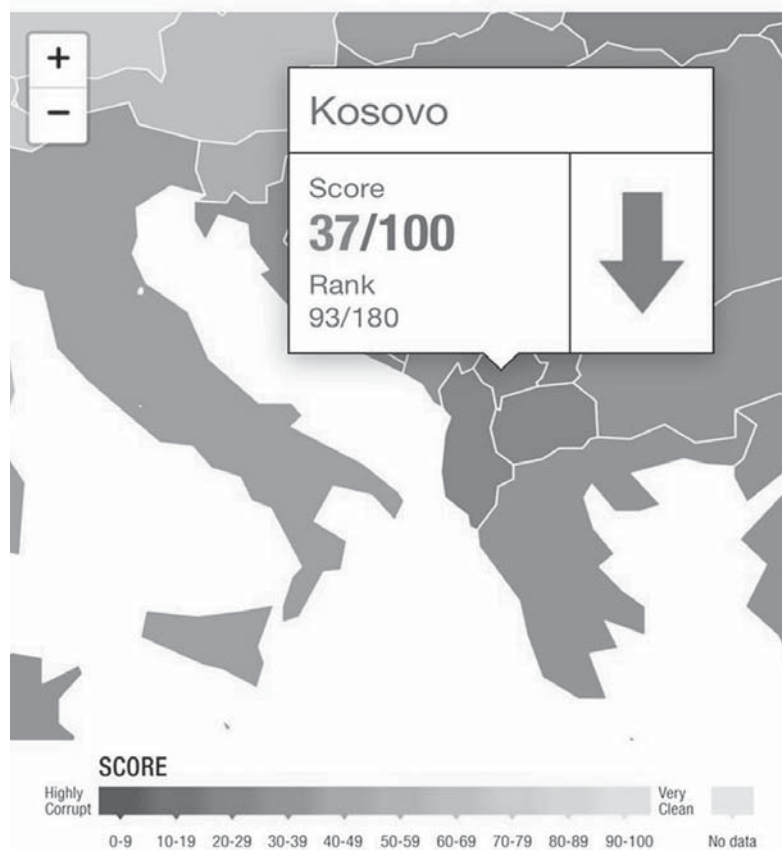 +
−
Kosovo
Score
37/100
Rank
93/180
SCORE
Highly
Corrupt
Very
Clean
0-9 10-19 20-29 30-39 40-49 50-59 60-69 70-79 80-89 90-100 No data